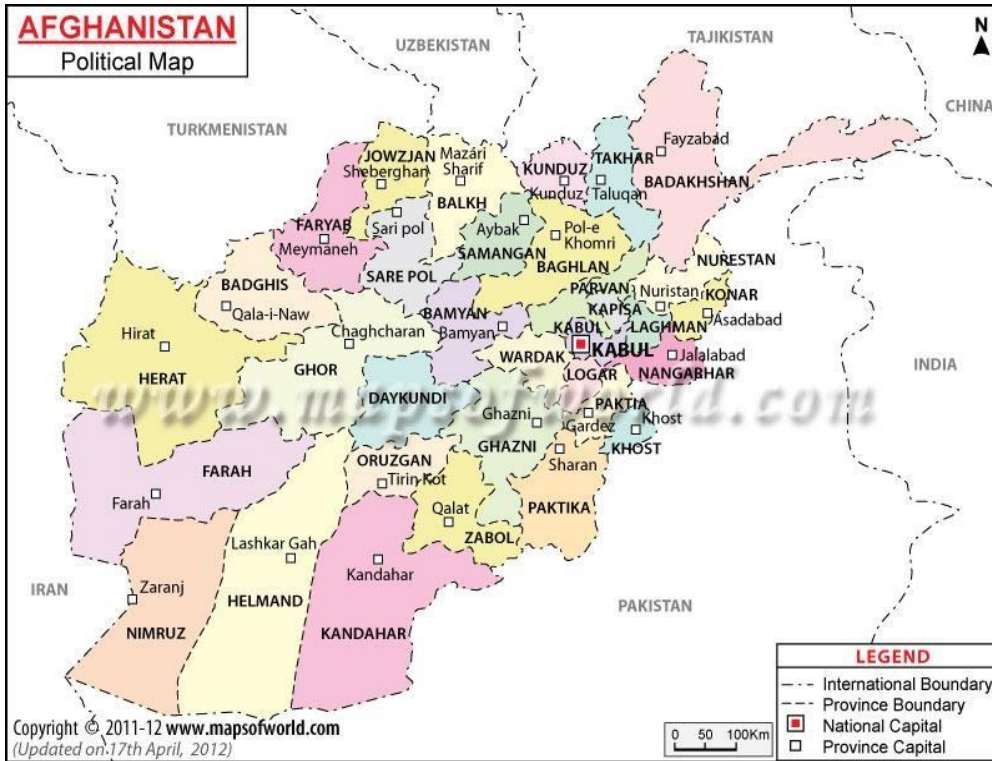 AFGHANISTAN
Political Map
N
UZBEKISTAN
TAJIKISTAN
CHINA
TURKMENISTAN
JOWZJAN
Sheberghan
Mazári
Sharif
BALKH
KUNDUZ
Kunduz
TAKHAR
Taluqan
Fayzabad
BADAKHSHAN
FARYAB
Meymaneh
Sari pol
SARE POL
Aybak
SAMANGAN
Pol-e
Khomri
BAGHLAN
NURESTAN
BADGHIS
Qala-i-Naw
BAMYAN
Bamyan
PARVAN
KAPISA
Nuristan
KONAR
Asadabad
Hirat
HERAT
Chaghcharan
GHOR
KABUL
KABUL
LAGHMAN
Jalalabad
NANGABHAR
WARDAK
LOGAR
INDIA
www.mapsofworld.com
DAYKUNDI
Ghazni
GHAZNI
PAKTIA
Gardez
Khost
KHOST
FARAH
Farah
ORUZGAN
Tirin Kot
Sharan
PAKTIKA
Qalat
ZABOL
Lashkar Gah
HELMAND
Kandahar
KANDAHAR
IRAN
Zaranj
NIMRUZ
PAKISTAN
LEGEND
International Boundary
Province Boundary
National Capital
Province Capital
0 50 100Km
Copyright © 2011-12 www.mapsofworld.com
(Updated on 17th April, 2012)